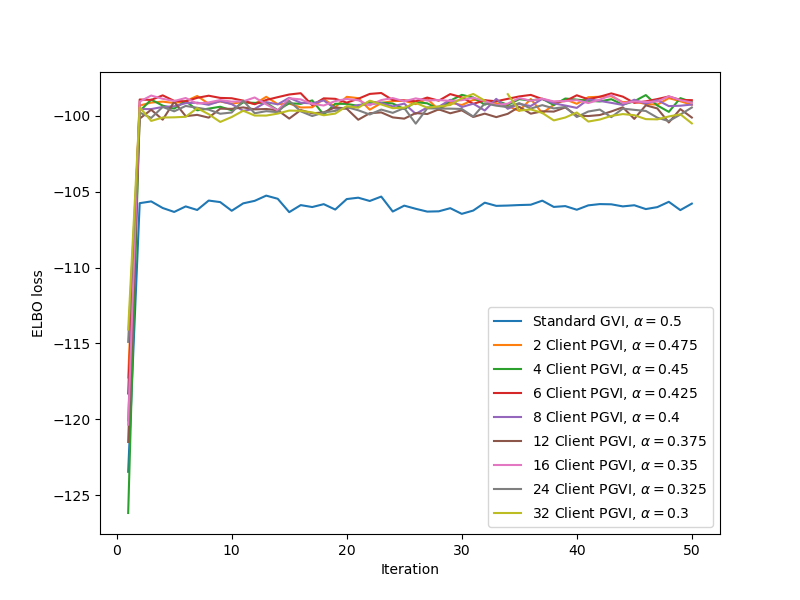 −100
−105
−110
−115
−120
−125
ELBO loss
0 10 20 30 40 50
Iteration
Standard GVI, α = 0.5
2 Client PGVI, α = 0.475
4 Client PGVI, α = 0.45
6 Client PGVI, α = 0.425
8 Client PGVI, α = 0.4
12 Client PGVI, α = 0.375
16 Client PGVI, α = 0.35
24 Client PGVI, α = 0.325
32 Client PGVI, α = 0.3